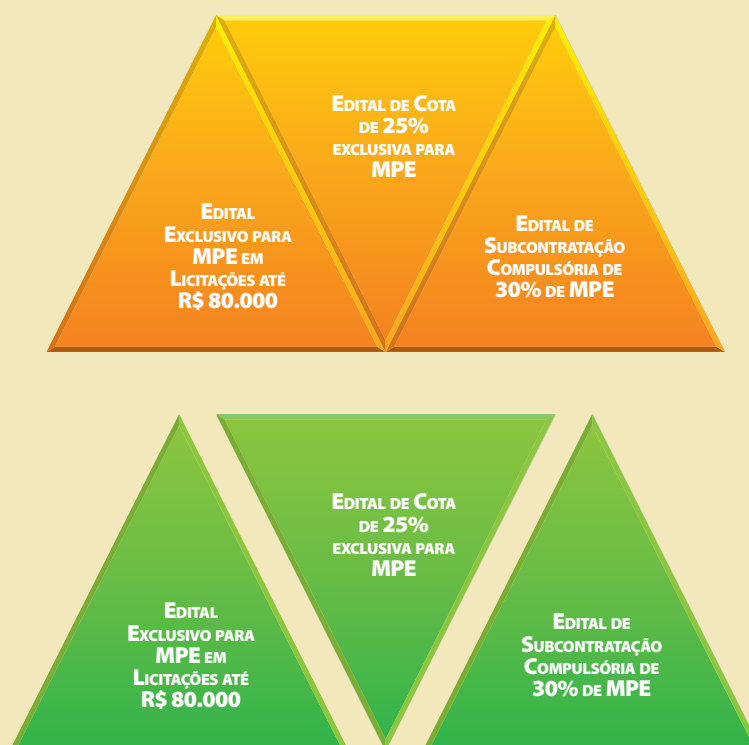 Edital de Cota
de 25%
exclusiva para
MPE
Edital
Exclusivo para
MPE em
Licitações até
R$ 80.000
Edital de
Subcontratação
Compulsória de
30% de MPE
Edital de Cota
de 25%
exclusiva para
MPE
Edital
Exclusivo para
MPE em
Licitações até
R$ 80.000
Edital de
Subcontratação
Compulsória de
30% de MPE